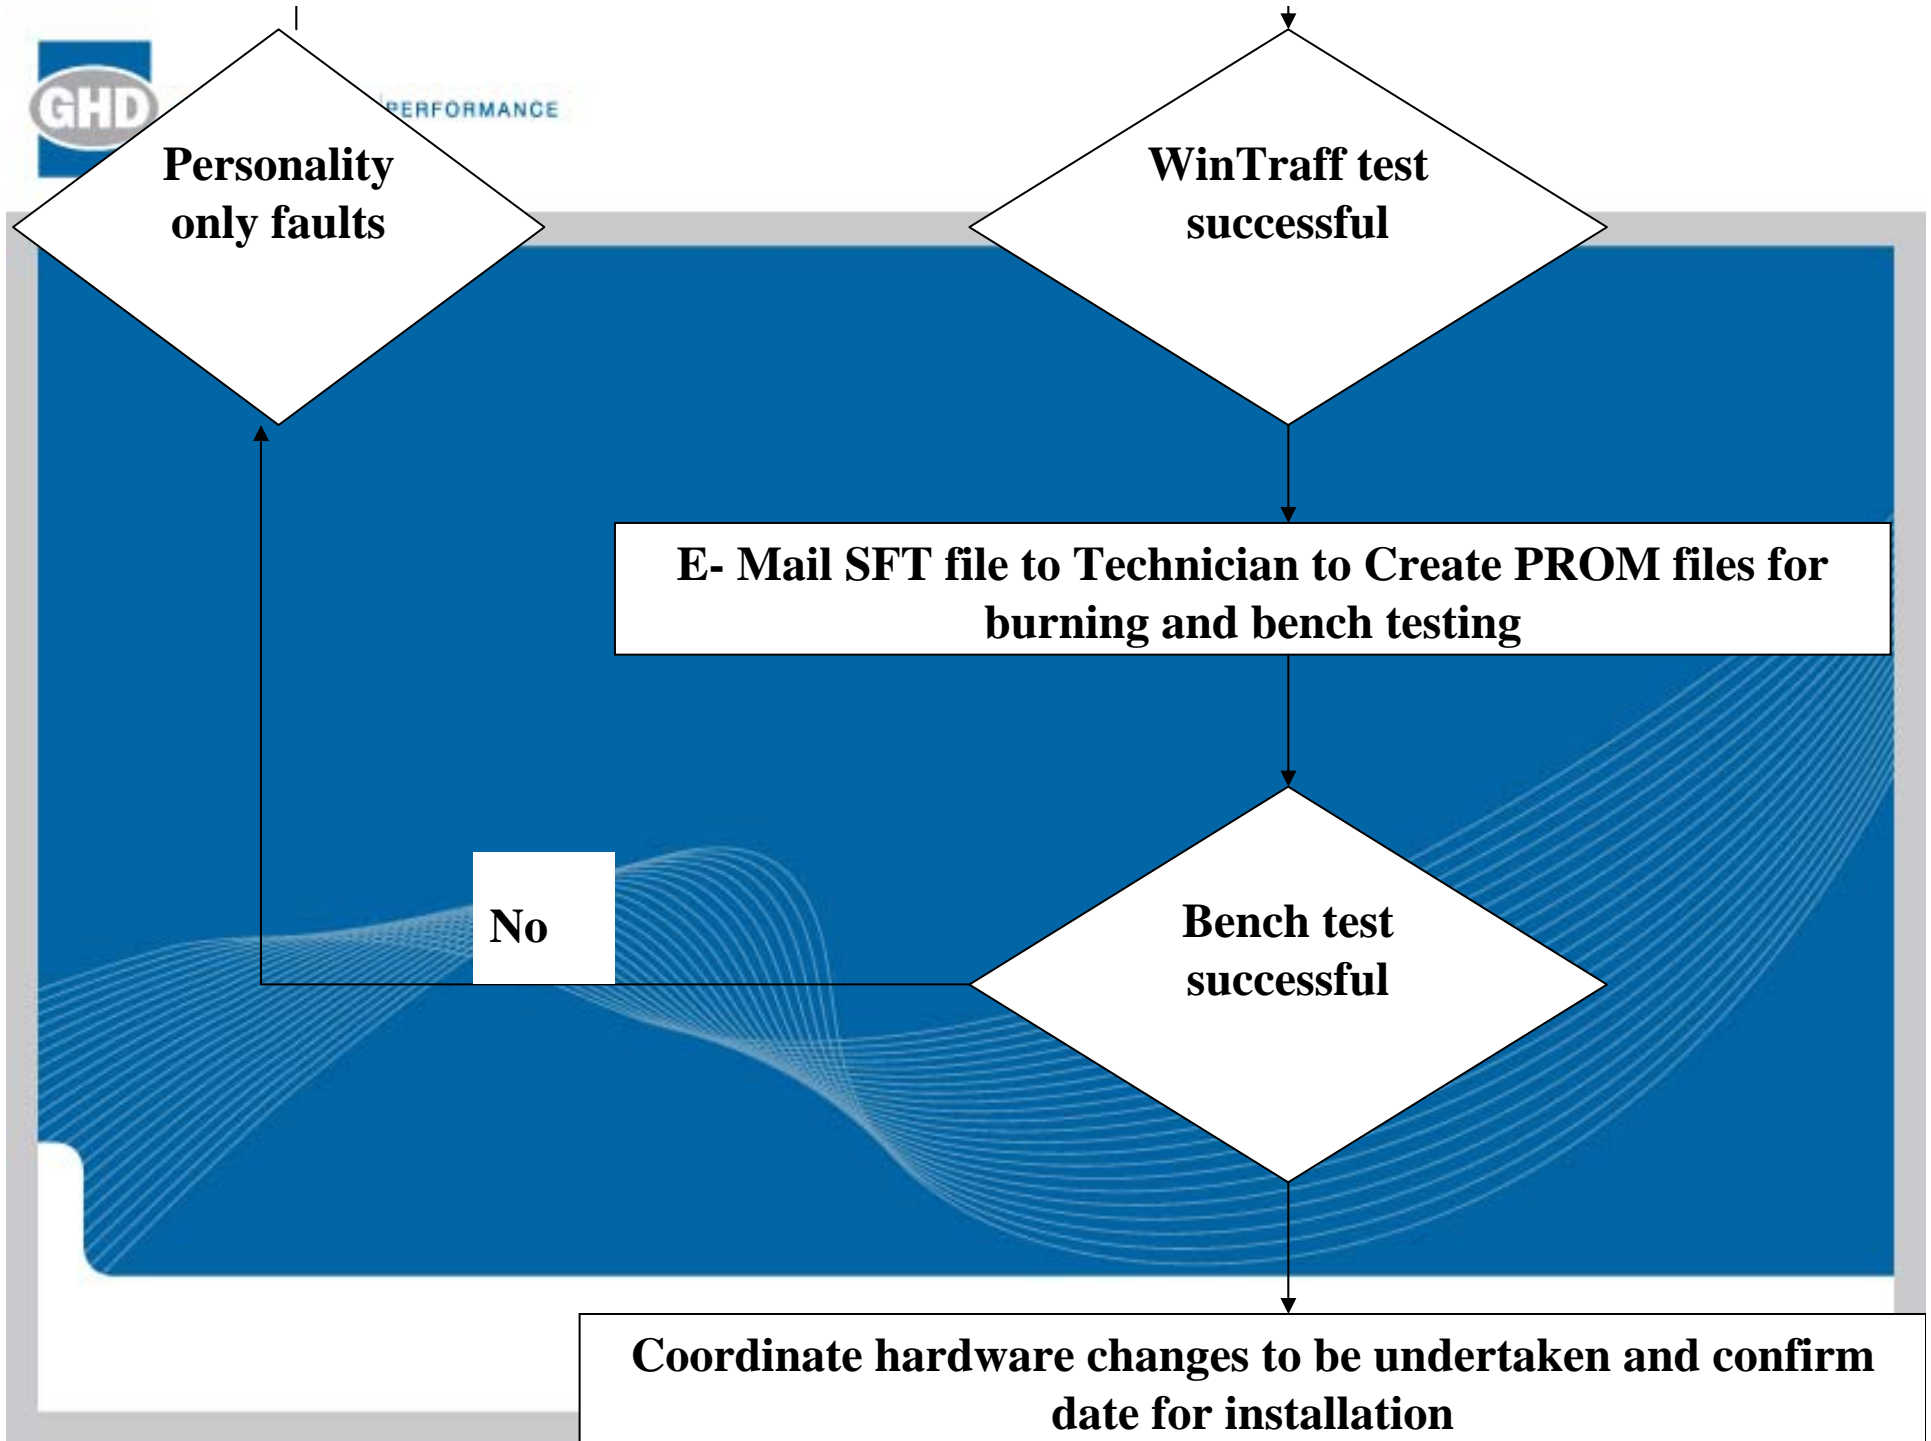 GHD
PERFORMANCE
Personality
only faults
WinTraff test
successful
E- Mail SFT file to Technician to Create PROM files for
burning and bench testing
No
Bench test
successful
Coordinate hardware changes to be undertaken and confirm
date for installation